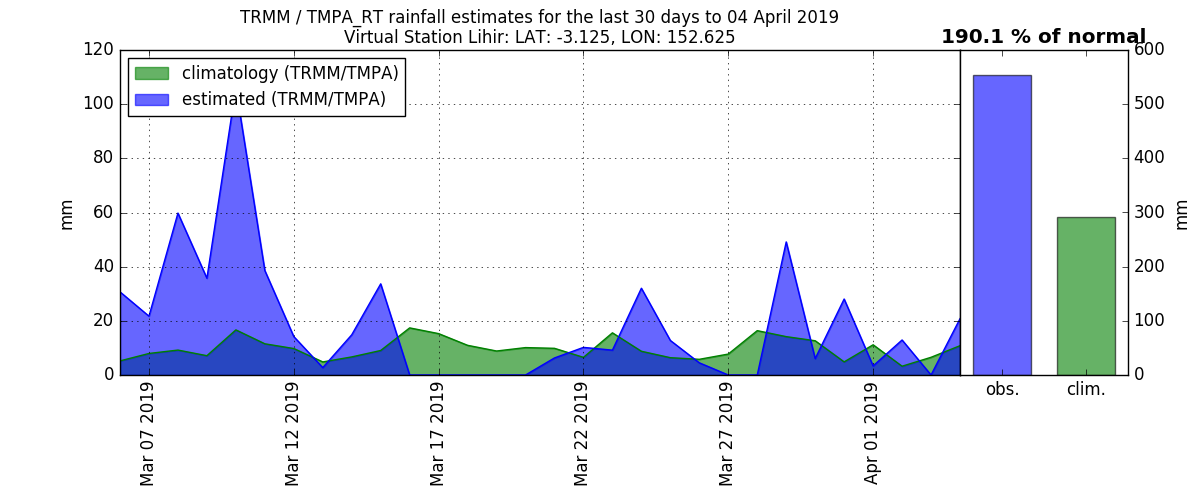 TRMM / TMPA_RT rainfall estimates for the last 30 days to 04 April 2019
Virtual Station Lihir: LAT: -3.125, LON: 152.625
190.1 % of normal
climatology (TRMM/TMPA)
estimated (TRMM/TMPA)
mm
120
100
80
60
40
20
0
Mar 07 2019
Mar 12 2019
Mar 17 2019
Mar 22 2019
Mar 27 2019
Apr 01 2019
obs.
clim.
600
500
400
300
200
100
0
mm